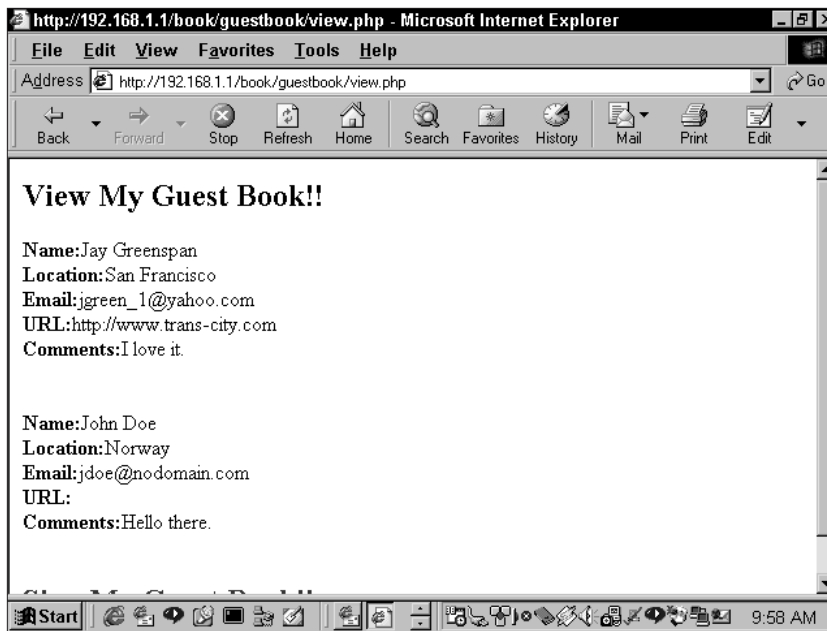 http://192.168.1.1/book/guestbook/view.php - Microsoft Internet Explorer
File Edit View Favorites Tools Help
Address http://192.168.1.1/book/guestbook/view.php Go
Back Forward Stop Refresh Home Search Favorites History Mail Print Edit
View My Guest Book!!
Name:Jay Greenspan
Location:San Francisco
Email:jgreen_1@yahoo.com
URL:http://www.trans-city.com
Comments:I love it.
Name:John Doe
Location:Norway
Email:jdoe@nodomain.com
URL:
Comments:Hello there.
My Guest Book!!
Start 9:58 AM